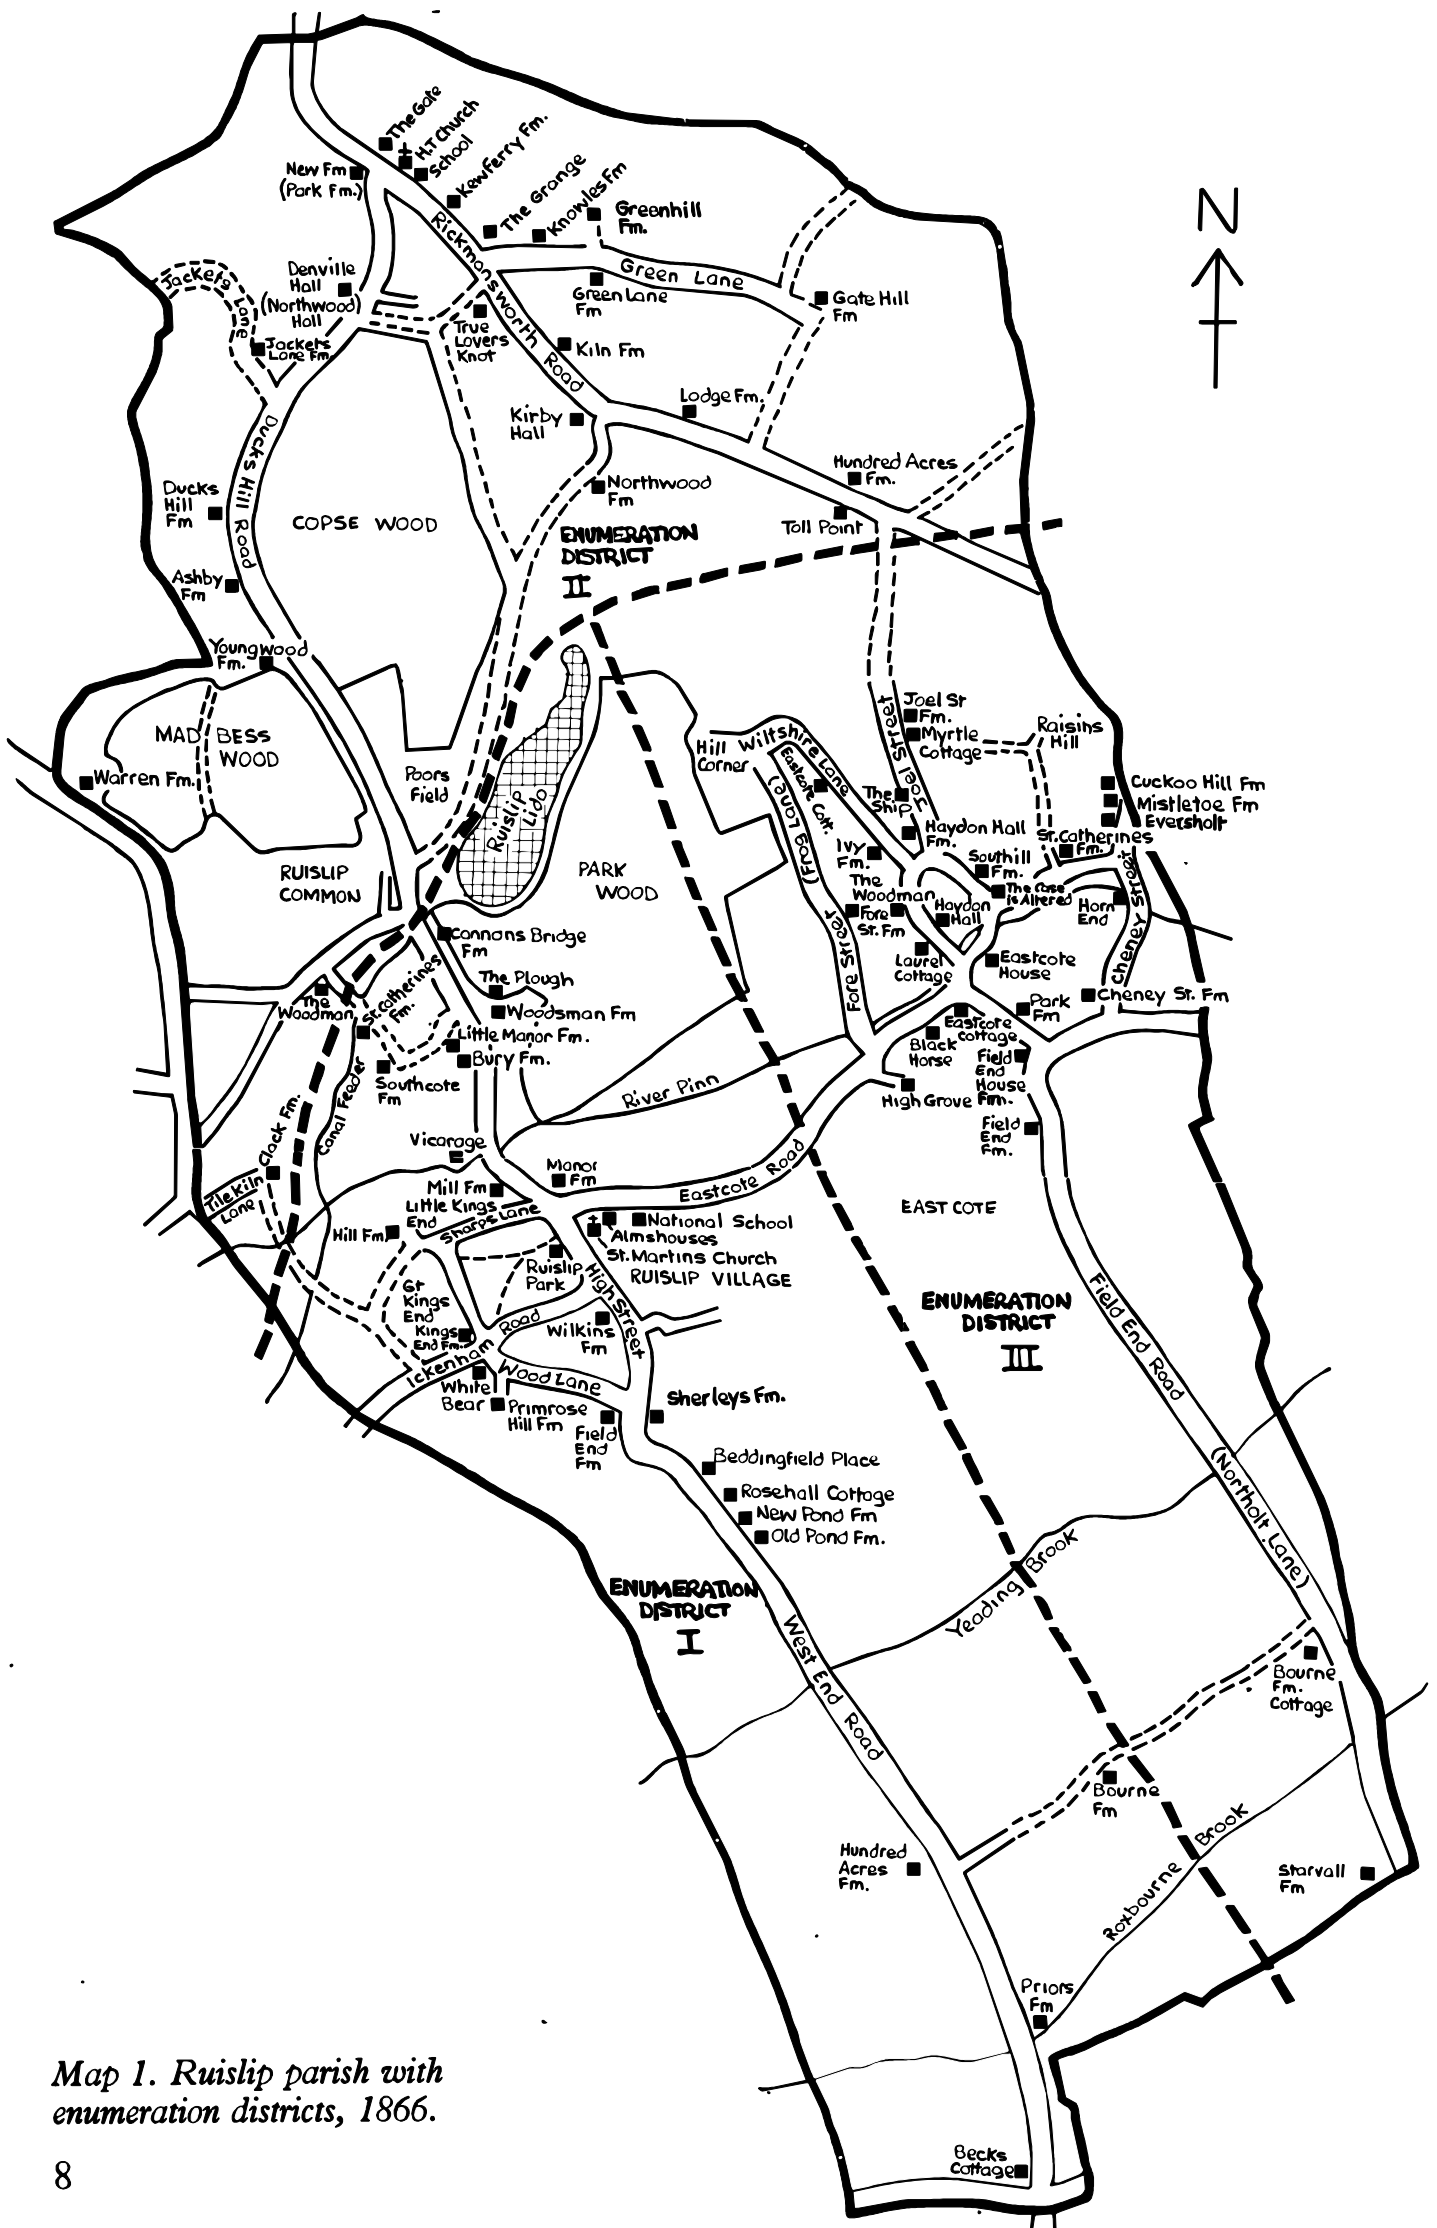 The Gate
H.T Church
School
Kewferry Fm.
The Grange
Knowles Fm
Greenhill
Fm.
New Fm
(Park Fm.)
N
Rickmansworth Road
Green Lane
Jackets Lane
Denville
Hall
(Northwood)
Hall
Green Lane
Fm
Gate Hill
Fm
True
Lovers
Knot
Jackets
Lane Fm
Kiln Fm
Lodge Fm.
Kirby
Hall
Ducks Hill Road
Hundred Acres
Fm.
Northwood
Fm
Ducks
Hill
Fm
COPSE WOOD
Toll Point
ENUMERATION
DISTRICT
II
Ashby
Fm
Youngwood
Fm.
Joel St
Fm.
Joel Street
Myrtle
Cottage
Raisins
Hill
MAD BESS
WOOD
Hill
Corner
Wiltshire Lane
Eastcote Cott.
Warren Fm.
Poors
Field
Ruislip
Lido
The
Ship
Cuckoo Hill Fm
Mistletoe Fm
Eversholt
(Frog Lane)
Haydon Hall
Fm.
St. Catherines
Fm.
Ivy
Fm.
Southill
Fm.
RUISLIP
COMMON
PARK
WOOD
The
Woodman
The Case
is Altered
Horn
End
Haydon
Hall
Fore
St. Fm
Fore Street
Cheney Street
Cannons Bridge
Fm
Laurel
Cottage
Eastcote
House
The Plough
The
Woodman
St. Catherines
Fm.
Park
Fm
Cheney St. Fm
Woodsman Fm
Eastcote
Cottage
Little Manor Fm.
Black
Horse
Bury Fm.
Field
End
House
Fm.
Southcote
Fm
River Pinn
High Grove
Canal Feeder
Clack Fm.
Field
End
Fm.
Vicarage
Manor
Fm
Eastcote Road
Tile Kiln
Lane
Mill Fm
Little Kings
End
Sharps Lane
EASTCOTE
National School
Almshouses
St. Martins Church
RUISLIP VILLAGE
Hill Fm.
Ruislip
Park
High Street
Gt
Kings
End
Kings
End Fm.
Ickenham Road
Wilkins
Fm
ENUMERATION
DISTRICT
III
Field End Road
Wood Lane
White
Bear
Primrose
Hill Fm
Field
End
Fm
Sherleys Fm.
Beddingfield Place
Rosehall Cottage
New Pond Fm
Old Pond Fm.
(Northolt Lane)
Yeading Brook
ENUMERATION
DISTRICT
I
West End Road
Bourne
Fm.
Cottage
Bourne
Fm
Roxbourne Brook
Hundred
Acres
Fm.
Starvall
Fm
Priors
Fm
Becks
Cottage
Map 1. Ruislip parish with
enumeration districts, 1866.
8